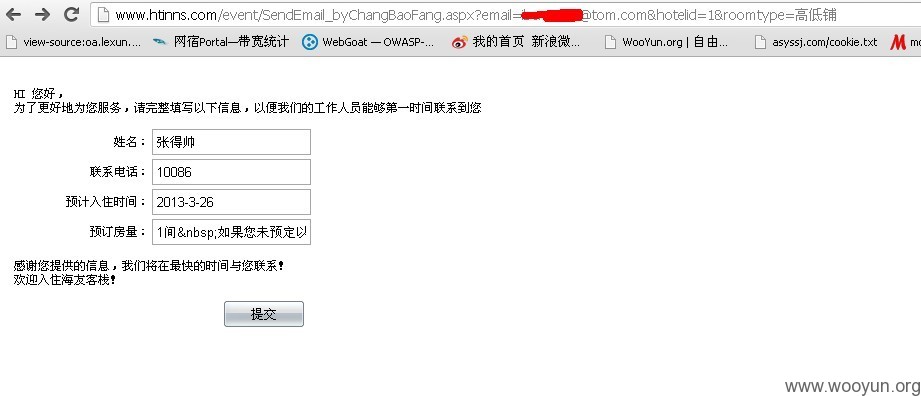 www.htinns.com/event/SendEmail_byChangBaoFang.aspx?email=@tom.com&hotelid=1&roomtype=高低铺
view-source:oa.lexun.... 网宿Portal—带宽统计 WebGoat — OWASP-... 我的首页 新浪微... WooYun.org | 自由... asyssj.com/cookie.txt mo
HI 您好，
为了更好地为您服务，请完整填写以下信息，以便我们的工作人员能够第一时间联系到您
姓名： 张得帅
联系电话： 10086
预计入住时间： 2013-3-26
预订房量： 1间&nbsp;如果您未预定以
感谢您提供的信息，我们将在最快的时间与您联系！
欢迎入住海友客栈！
提交
www.wooyun.org